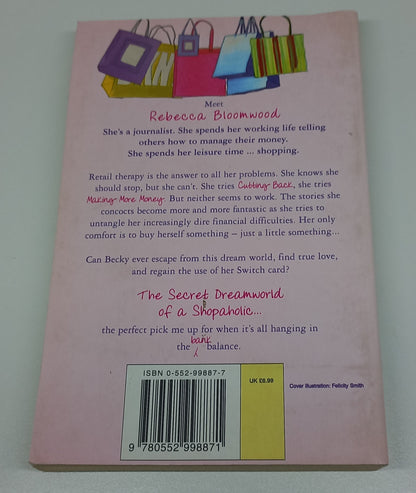 Meet
Rebecca Bloomwood
She's a journalist. She spends her working life telling
others how to manage their money.
She spends her leisure time ... shopping.
Retail therapy is the answer to all her problems. She knows she
should stop, but she can't. She tries Cutting Back, she tries
Making More Money. But neither seems to work. The stories she
concocts become more and more fantastic as she tries to
untangle her increasingly dire financial difficulties. Her only
comfort is to buy herself something – just a little something...
Can Becky ever escape from this dream world, find true love,
and regain the use of her Switch card?
The Secret Dreamworld
of a Shopaholic...
the perfect pick me up for when it's all hanging in
the bank balance.
ISBN 0-552-99887-7
9 780552 998871
UK £6.99
Cover illustration: Felicity Smith